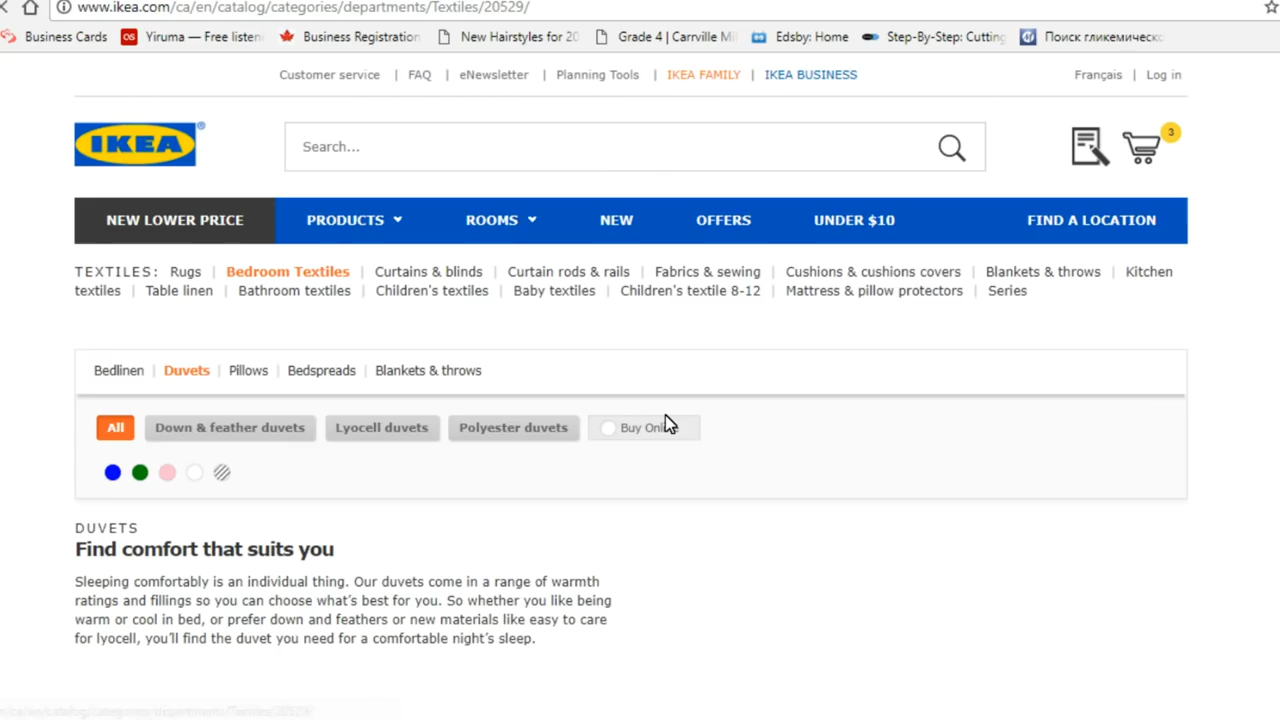 www.ikea.com/ca/en/catalog/categories/departments/Textiles/20529/
Business Cards Yiruma — Free listen Business Registration New Hairstyles for 20 Grade 4 | Carrville Mi Edsby: Home Step-By-Step: Cutting Поиск гликемическо
Customer service | FAQ | eNewsletter | Planning Tools | IKEA FAMILY | IKEA BUSINESS Français | Log in
IKEA ® Search... 3
NEW LOWER PRICE PRODUCTS ROOMS NEW OFFERS UNDER $10 FIND A LOCATION
TEXTILES: Rugs | Bedroom Textiles | Curtains & blinds | Curtain rods & rails | Fabrics & sewing | Cushions & cushions covers | Blankets & throws | Kitchen
textiles | Table linen | Bathroom textiles | Children's textiles | Baby textiles | Children's textile 8-12 | Mattress & pillow protectors | Series
Bedlinen | Duvets | Pillows | Bedspreads | Blankets & throws
All Down & feather duvets Lyocell duvets Polyester duvets Buy
DUVETS
Find comfort that suits you
Sleeping comfortably is an individual thing. Our duvets come in a range of warmth
ratings and fillings so you can choose what's best for you. So whether you like being
warm or cool in bed, or prefer down and feathers or new materials like easy to care
for lyocell, you'll find the duvet you need for a comfortable night's sleep.